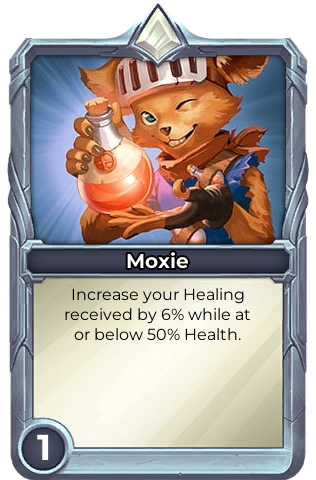 Moxie
Increase your Healing
received by 6% while at
or below 50% Health.
1